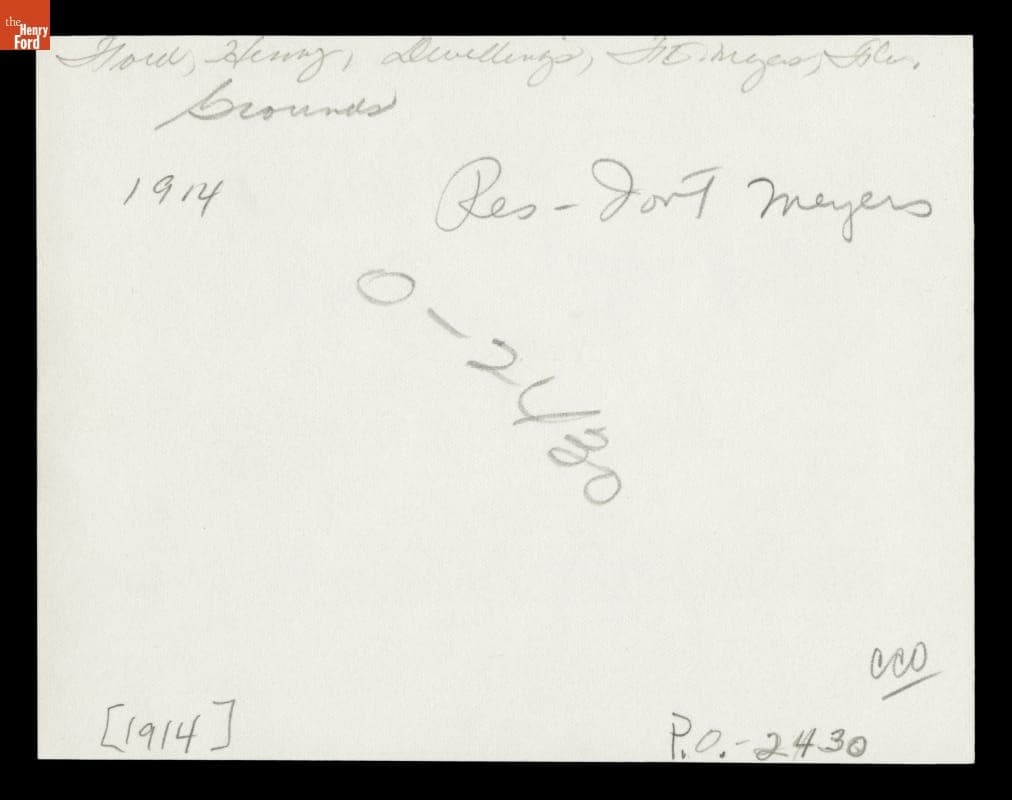 the
Henry
Ford
Ford, Henry, Dwellings, Ft. Myers, Fla.
Grounds
1914
Res - Fort Meyers
0-2430
CCO
[1914]
P.O.-2430